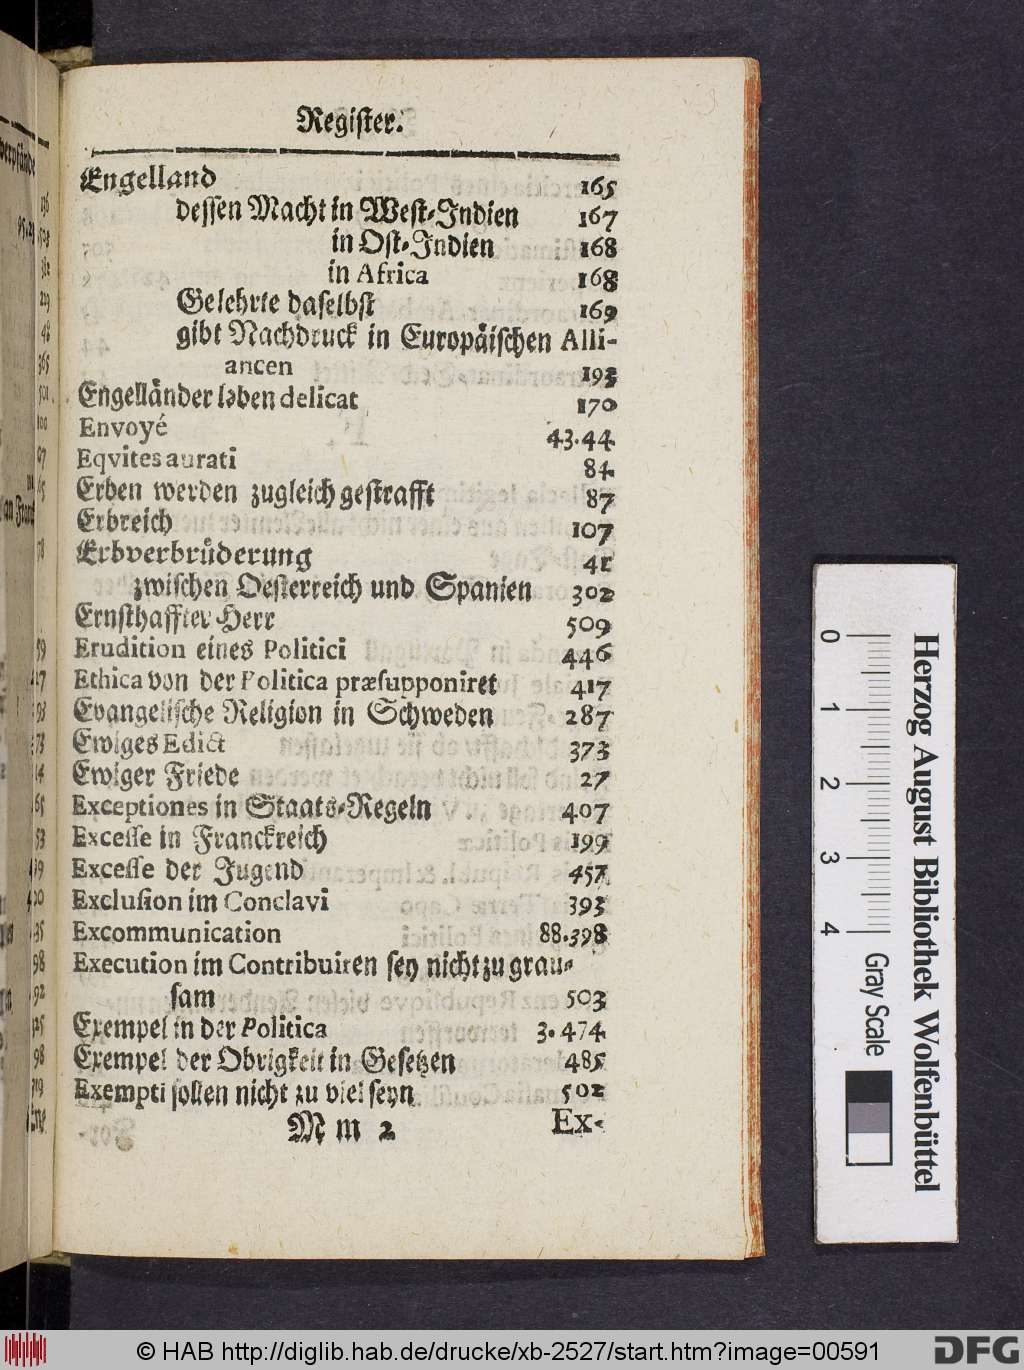 Register.
Engelland 165
dessen Macht in West-Indien 167
in Ost-Indien 168
in Africa 168
Gelehrte daselbst 169
gibt Nachdruck in Europäischen Alli-
ancen 193
Engelländer leben delicat 170
Envoyé 43.44
Eqvites aurati 84
Erben werden zugleich gestrafft 87
Erbreich 107
Erbverbrüderung 41
zwischen Oesterreich und Spanien 302
Ernsthaffter Herr 509
Erudition eines Politici 446
Ethica von der Politica præsupponiret 417
Evangelische Religion in Schweden 287
Ewiges Edict 373
Ewiger Friede 27
Exceptiones in Staats-Regeln 407
Excesse in Franckreich 199
Excesse der Jugend 457
Exclusion im Conclavi 393
Excommunication 88.398
Execution im Contribuiren sey nicht zu grau-
sam 503
Exempel in der Politica 3.474
Exempel der Obrigkeit in Gesetzen 485
Exempti sollen nicht zu viel seyn 502
M m 2 Ex-
0 1 2 3 4
Gray Scale
Herzog August Bibliothek Wolfenbüttel
© HAB http://diglib.hab.de/drucke/xb-2527/start.htm?image=00591
DFG